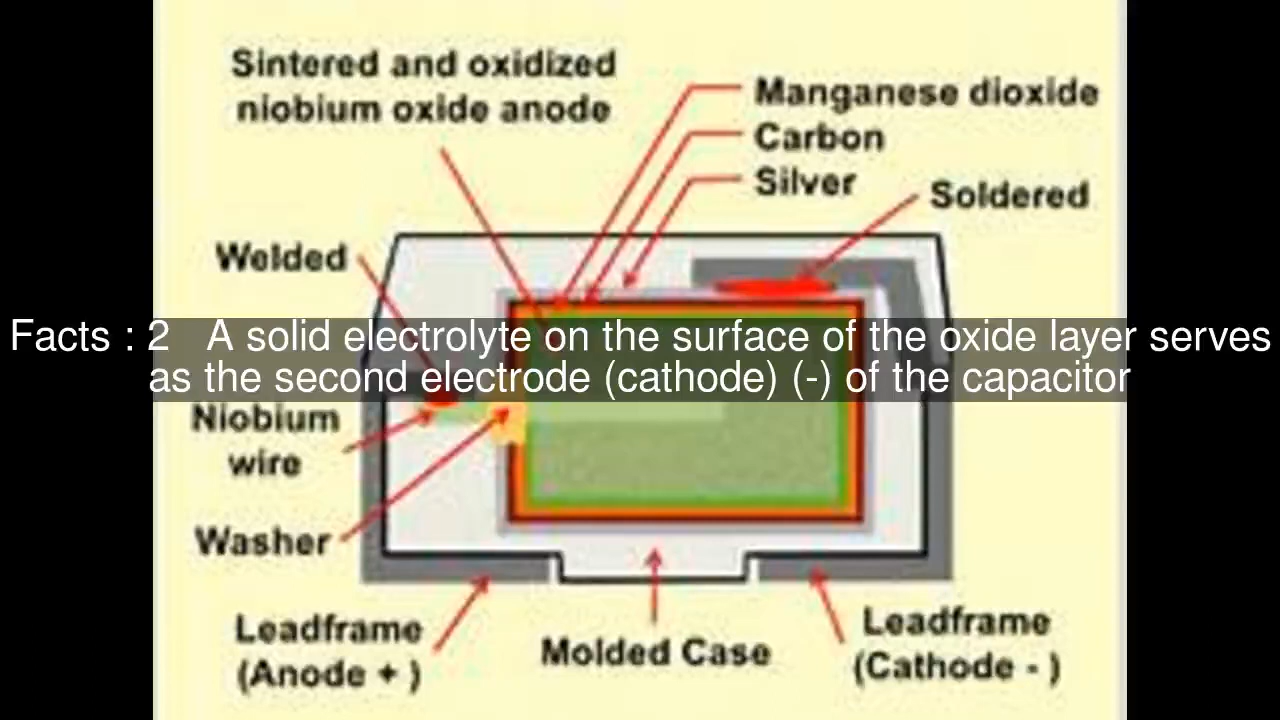 Sintered and oxidized
niobium oxide anode
Manganese dioxide
Carbon
Silver
Soldered
Welded
Facts : 2   A solid electrolyte on the surface of the oxide layer serves
as the second electrode (cathode) (-) of the capacitor
Niobium
wire
Washer
Leadframe
(Anode + )
Molded Case
Leadframe
(Cathode - )